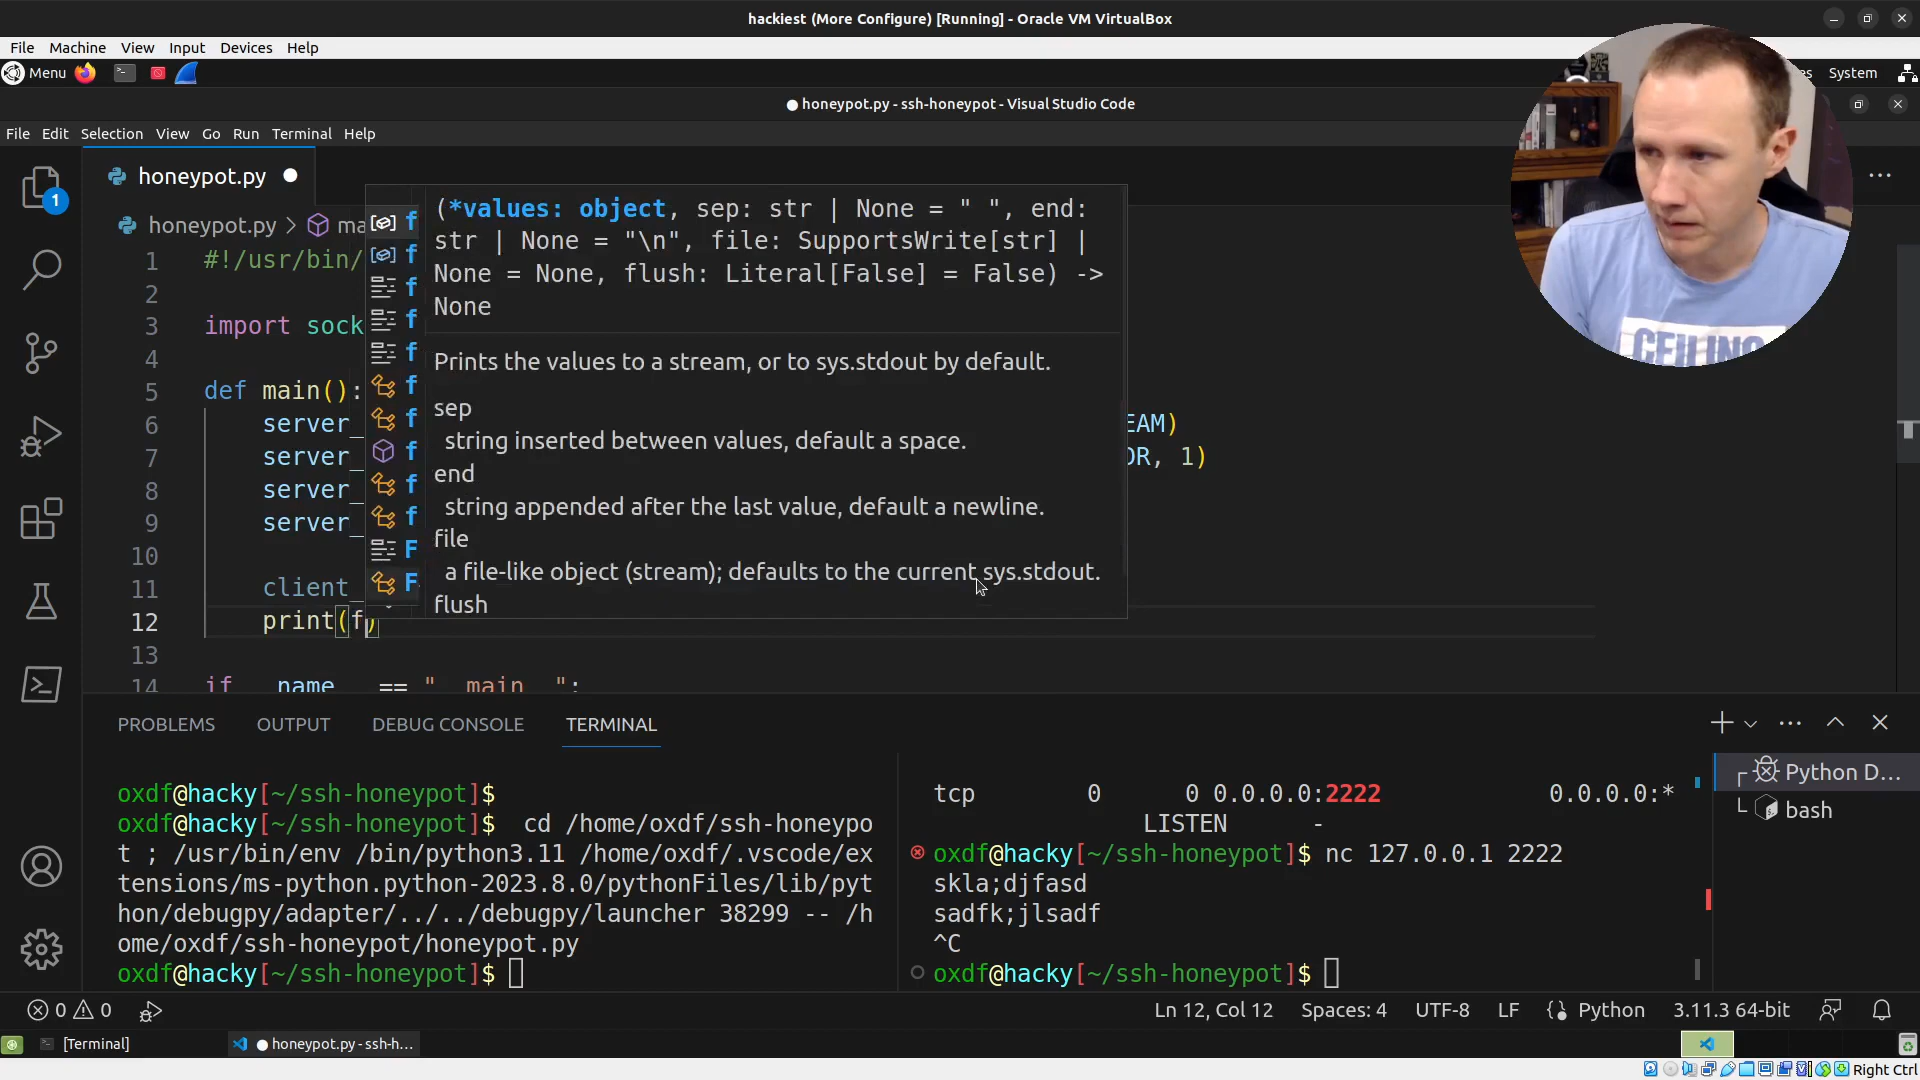 hackiest (More Configure) [Running] - Oracle VM VirtualBox
File Edit Machine View Input Devices Help
Menu
System
● honeypot.py - ssh-honeypot - Visual Studio Code
File Edit Selection View Go Run Terminal Help
honeypot.py
honeypot.py > ma
1 #!/usr/bin/
2
3 import sock
4
5 def main():
6 server_ EAM)
7 server_ OR, 1)
8 server_
9 server_
10
11 client_
12 print(f)
13
14 if __name__ == "__main__":
(*values: object, sep: str | None = " ", end:
str | None = "\n", file: SupportsWrite[str] |
None = None, flush: Literal[False] = False) ->
None
Prints the values to a stream, or to sys.stdout by default.
sep
string inserted between values, default a space.
end
string appended after the last value, default a newline.
file
a file-like object (stream); defaults to the current sys.stdout.
flush
f
f
f
f
f
f
f
f
f
f
F
F
CEILING
1
PROBLEMS OUTPUT DEBUG CONSOLE TERMINAL
oxdf@hacky[~/ssh-honeypot]$
oxdf@hacky[~/ssh-honeypot]$ cd /home/oxdf/ssh-honeypo
t ; /usr/bin/env /bin/python3.11 /home/oxdf/.vscode/ex
tensions/ms-python.python-2023.8.0/pythonFiles/lib/pyt
hon/debugpy/adapter/../../debugpy/launcher 38299 -- /h
ome/oxdf/ssh-honeypot/honeypot.py
oxdf@hacky[~/ssh-honeypot]$
tcp 0 0 0.0.0.0:2222 0.0.0.0:*
LISTEN -
oxdf@hacky[~/ssh-honeypot]$ nc 127.0.0.1 2222
skla;djfasd
sadfk;jlsadf
^C
oxdf@hacky[~/ssh-honeypot]$
Python D...
bash
0 0
Ln 12, Col 12 Spaces: 4 UTF-8 LF Python 3.11.3 64-bit
[Terminal]
● honeypot.py - ssh-h...
Right Ctrl